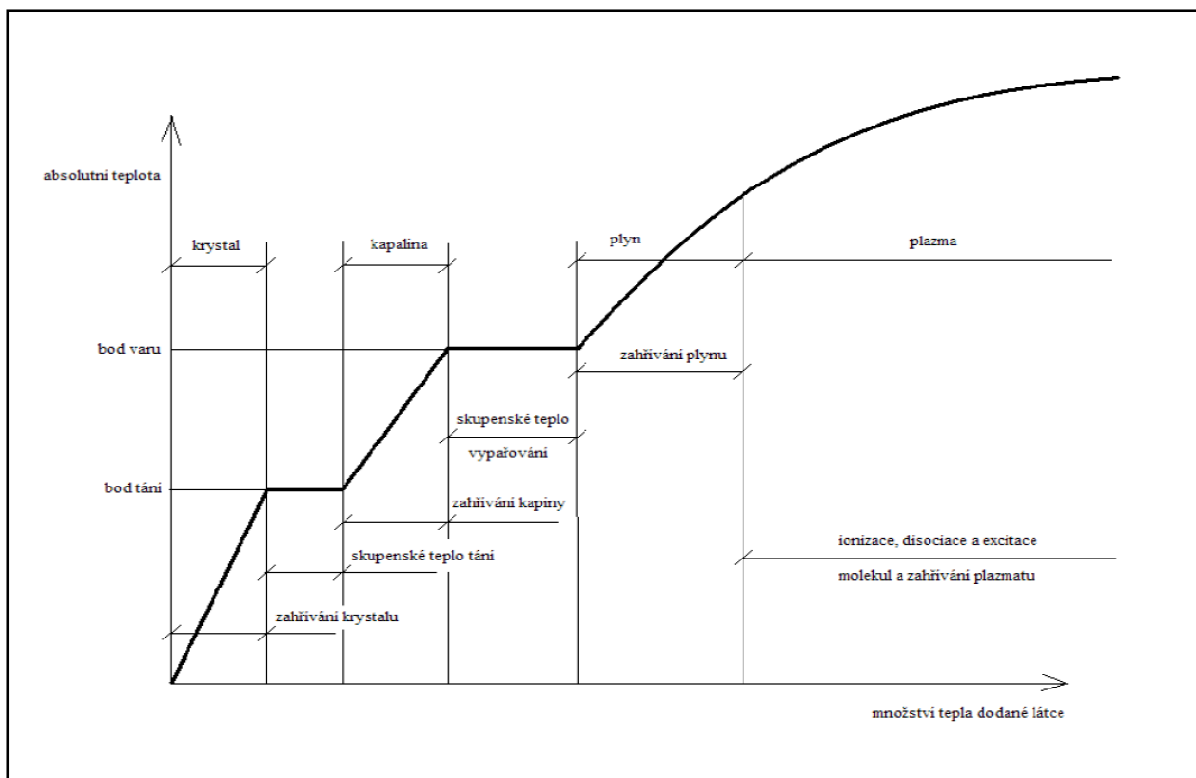 absolutní teplota
krystal
kapalina
plyn
plazma
bod varu
zahřívání plynu
skupenské teplo
vypařování
bod tání
zahřívání kapiny
ionizace, disociace a excitace
skupenské teplo tání
molekul a zahřívání plazmatu
zahřívání krystalu
množství tepla dodané látce